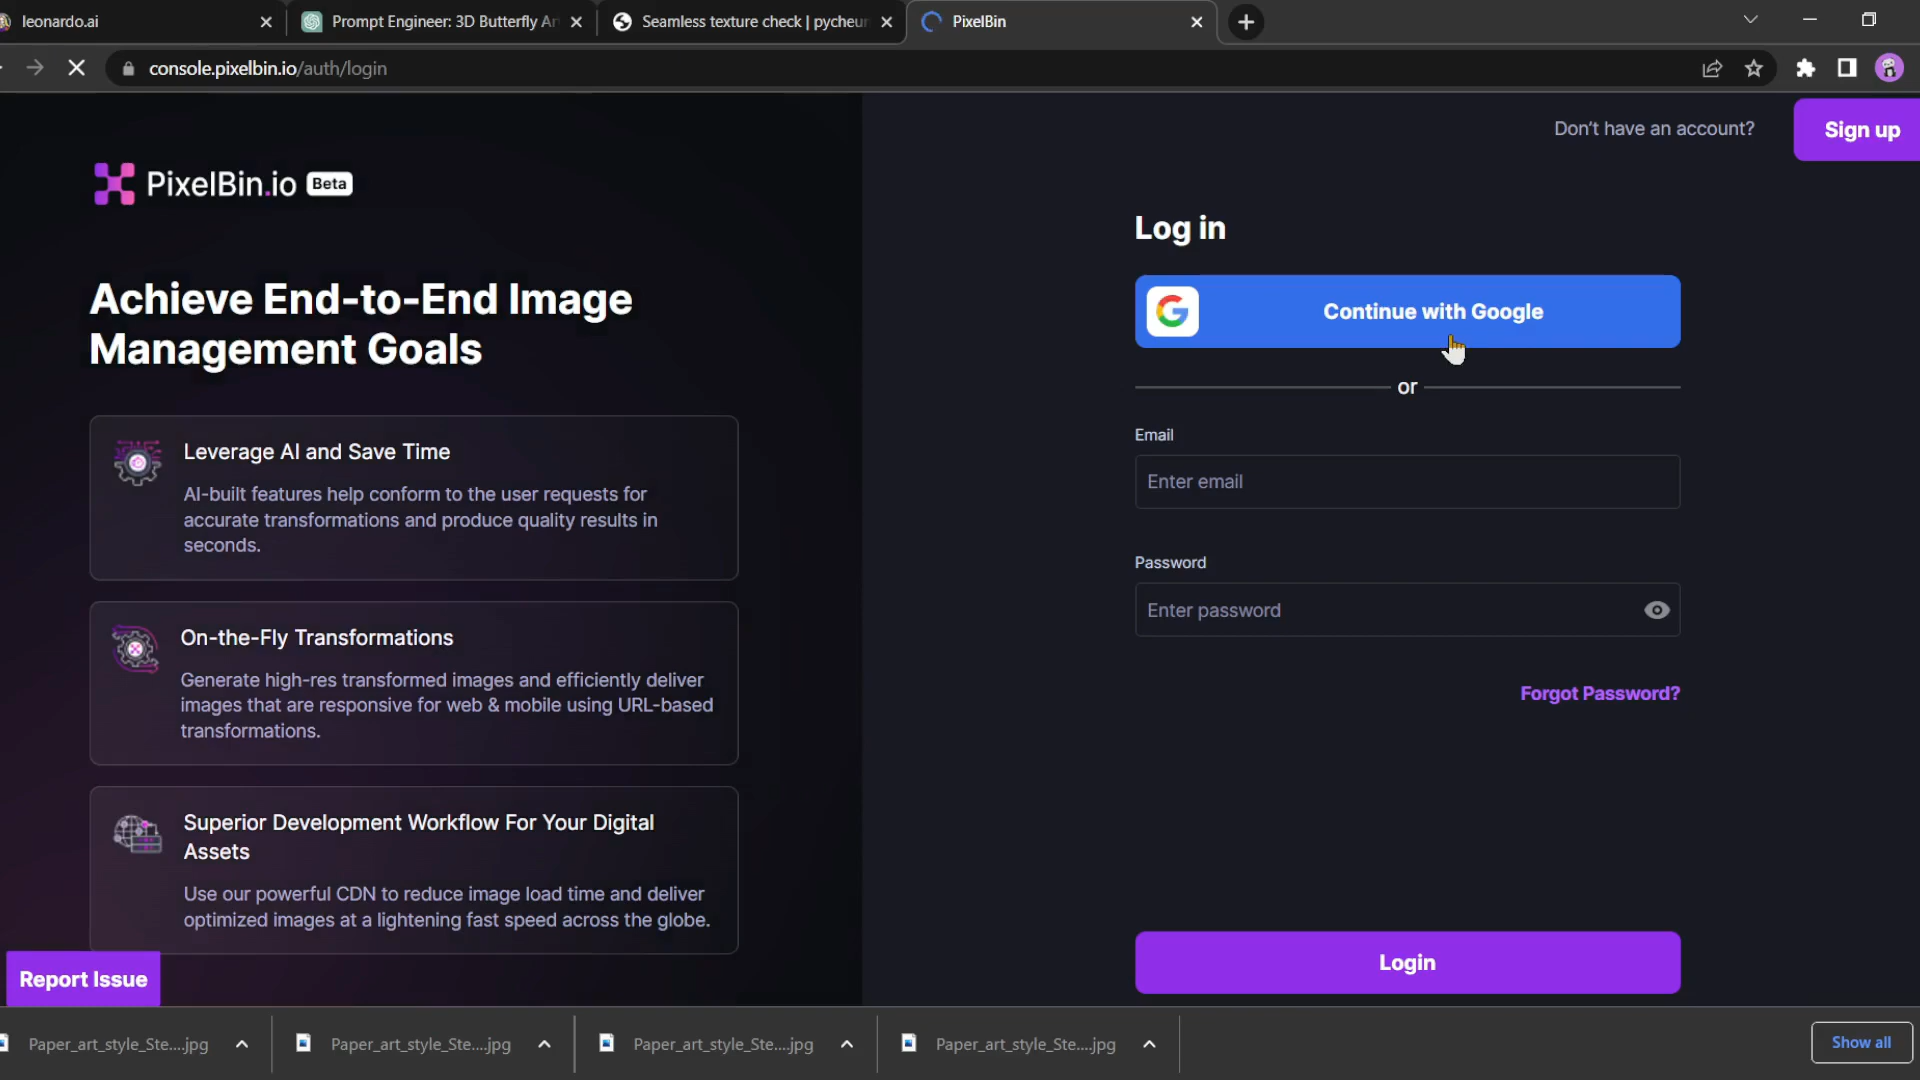 leonardo.ai
Prompt Engineer: 3D Butterfly Ar
Seamless texture check | pycheur
PixelBin
console.pixelbin.io/auth/login
Don't have an account?
Sign up
PixelBin.io Beta
Achieve End-to-End Image
Management Goals
Leverage AI and Save Time
AI-built features help conform to the user requests for
accurate transformations and produce quality results in
seconds.
On-the-Fly Transformations
Generate high-res transformed images and efficiently deliver
images that are responsive for web & mobile using URL-based
transformations.
Superior Development Workflow For Your Digital
Assets
Use our powerful CDN to reduce image load time and deliver
optimized images at a lightening fast speed across the globe.
Report Issue
Log in
Continue with Google
or
Email
Enter email
Password
Enter password
Forgot Password?
Login
Paper_art_style_Ste....jpg
Paper_art_style_Ste....jpg
Paper_art_style_Ste....jpg
Paper_art_style_Ste....jpg
Show all